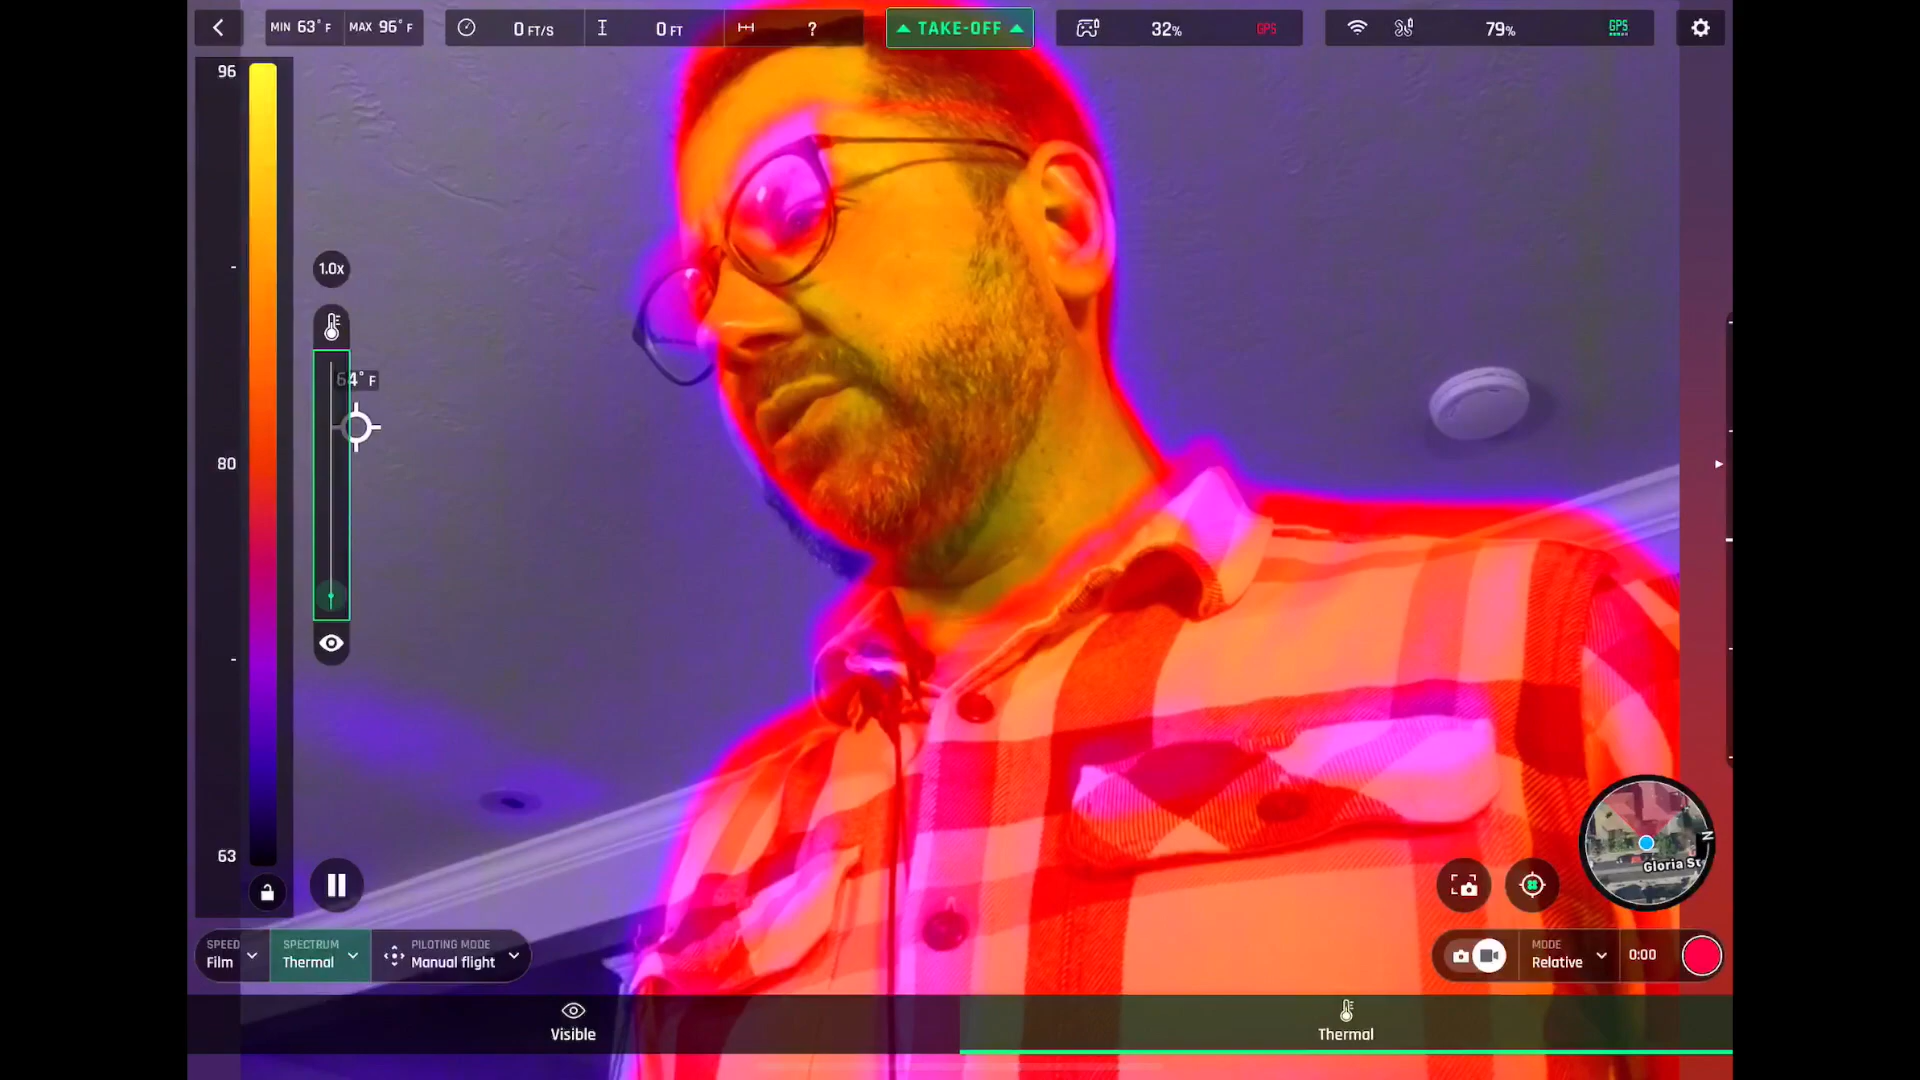 MIN 63° F MAX 96° F
0 FT/S
0 FT
?
TAKE-OFF
32%
GPS
79%
GPS
96
80
63
1.0x
64° F
Gloria St
N
SPEED
Film
SPECTRUM
Thermal
PILOTING MODE
Manual flight
MODE
Relative
0:00
Visible
Thermal